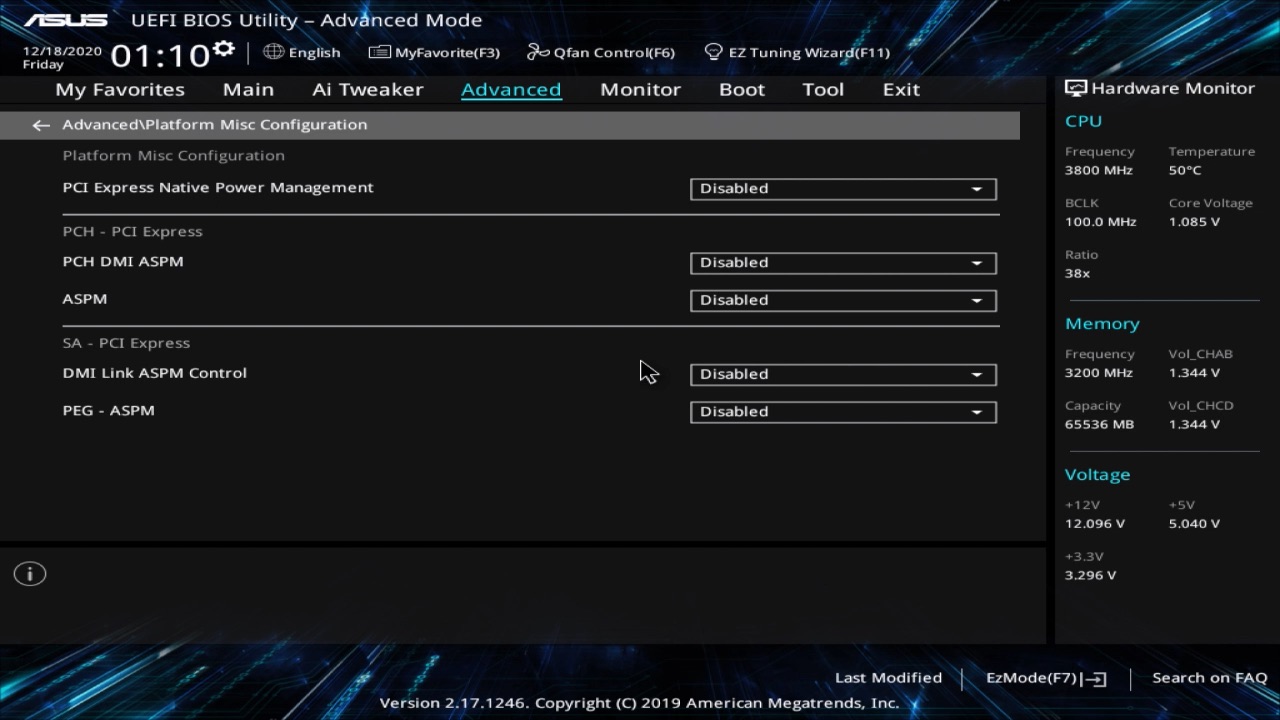 ASUS UEFI BIOS Utility – Advanced Mode
12/18/2020
Friday
01:10
English
MyFavorite(F3)
Qfan Control(F6)
EZ Tuning Wizard(F11)
My Favorites Main Ai Tweaker Advanced Monitor Boot Tool Exit
Advanced\Platform Misc Configuration
Platform Misc Configuration
PCI Express Native Power Management Disabled
PCH - PCI Express
PCH DMI ASPM Disabled
ASPM Disabled
SA - PCI Express
DMI Link ASPM Control Disabled
PEG - ASPM Disabled
Hardware Monitor
CPU
Frequency Temperature
3800 MHz 50°C
BCLK Core Voltage
100.0 MHz 1.085 V
Ratio
38x
Memory
Frequency Vol_CHAB
3200 MHz 1.344 V
Capacity Vol_CHCD
65536 MB 1.344 V
Voltage
+12V +5V
12.096 V 5.040 V
+3.3V
3.296 V
Last Modified EzMode(F7) Search on FAQ
Version 2.17.1246. Copyright (C) 2019 American Megatrends, Inc.